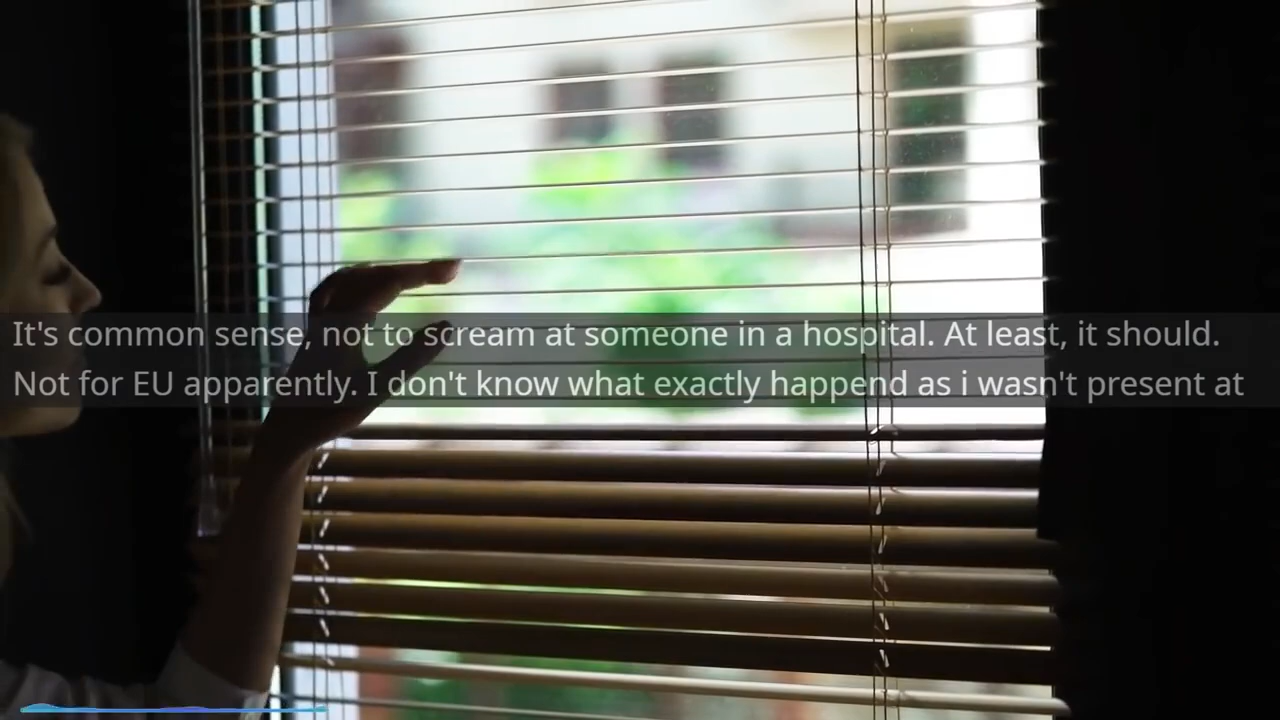 It's common sense, not to scream at someone in a hospital. At least, it should.
Not for EU apparently. I don't know what exactly happend as i wasn't present at